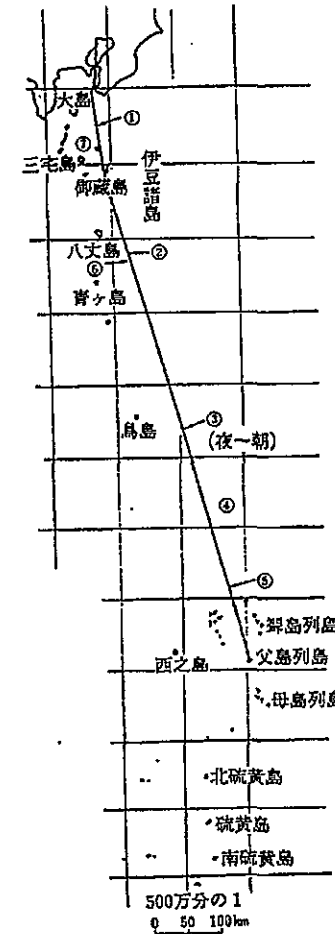 大島
①
⑦
三宅島
御蔵島
伊豆諸島
八丈島
②
⑥
青ヶ島
鳥島
③
(夜〜朝)
④
⑤
聟島列島
西之島
父島列島
母島列島
北硫黄島
硫黄島
南硫黄島
500万分の1
0 50 100km